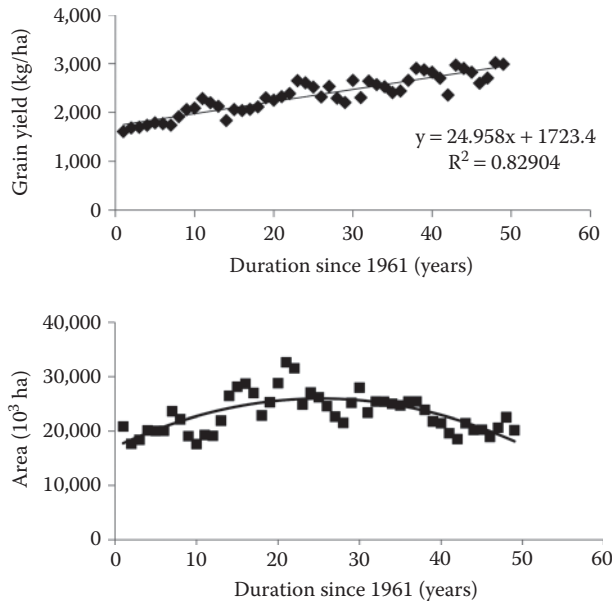 4,000
3,000
2,000
1,000
0
Grain yield (kg/ha)
y = 24.958x + 1723.4
R² = 0.82904
0 10 20 30 40 50 60
Duration since 1961 (years)
40,000
30,000
20,000
10,000
0
Area (10³ ha)
0 10 20 30 40 50 60
Duration since 1961 (years)